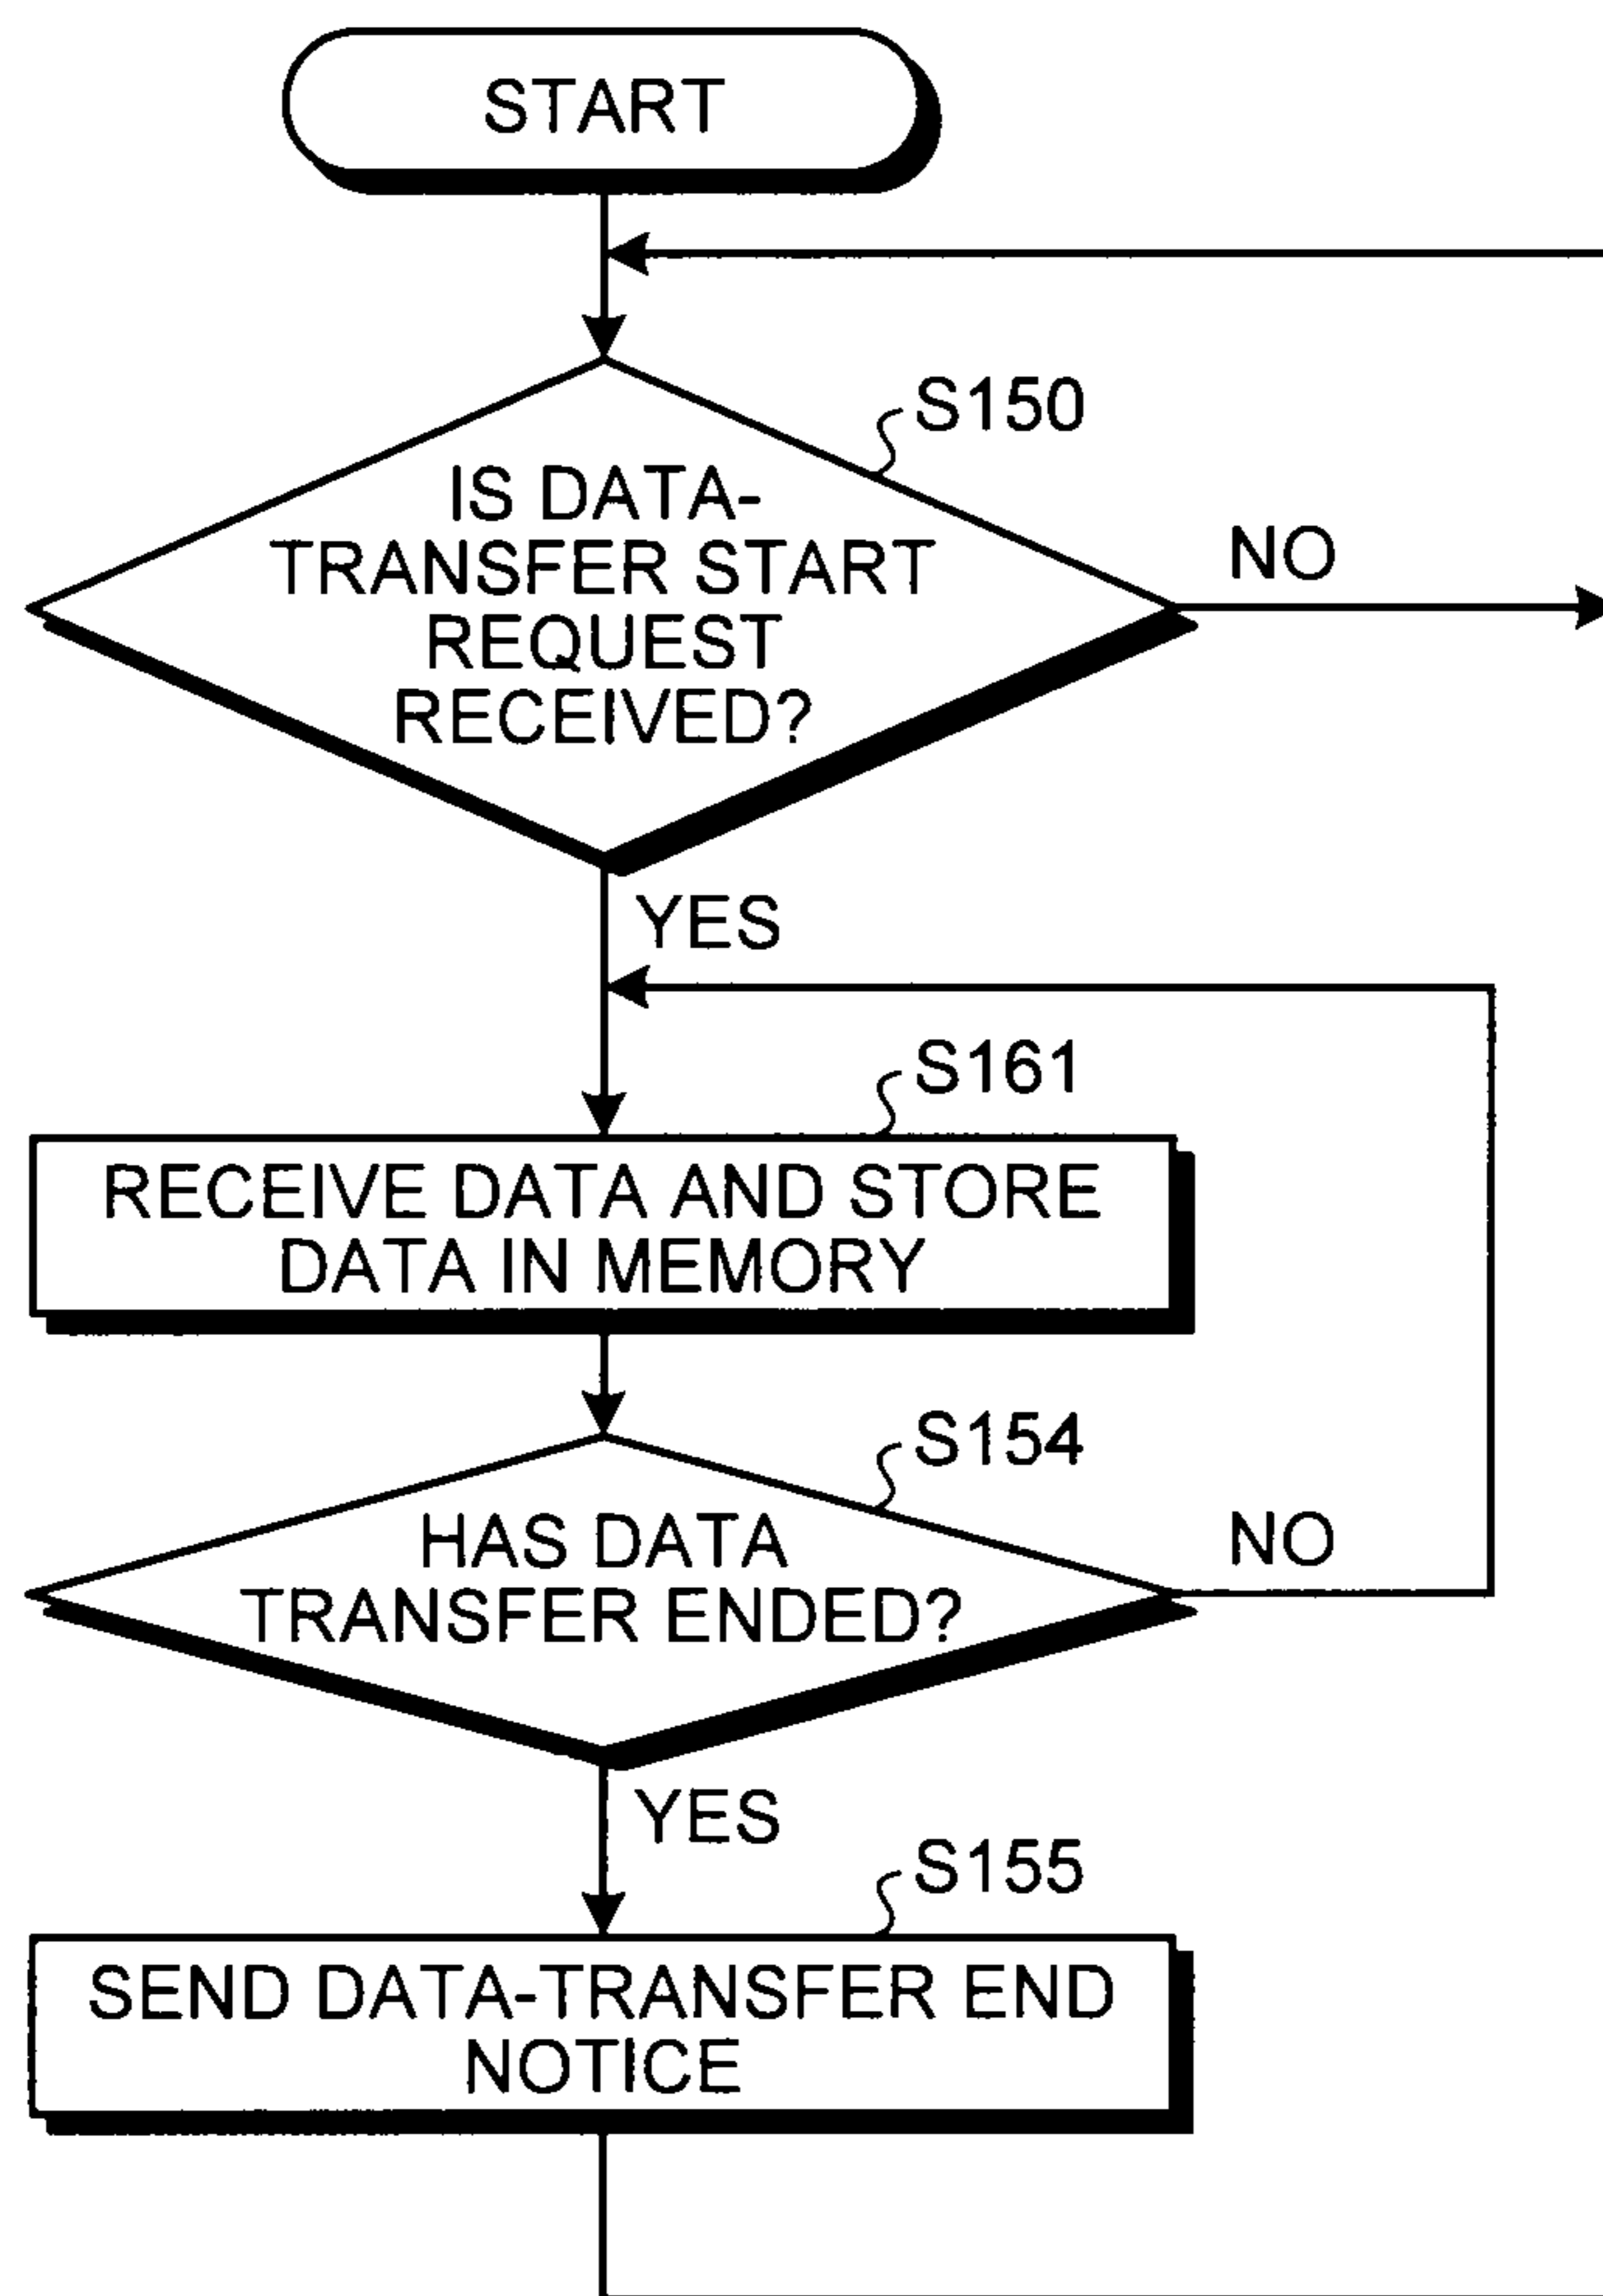 START
S150
IS DATA-
TRANSFER START
REQUEST
RECEIVED?
NO
YES
S161
RECEIVE DATA AND STORE
DATA IN MEMORY
S154
HAS DATA
TRANSFER ENDED?
NO
YES
S155
SEND DATA-TRANSFER END
NOTICE